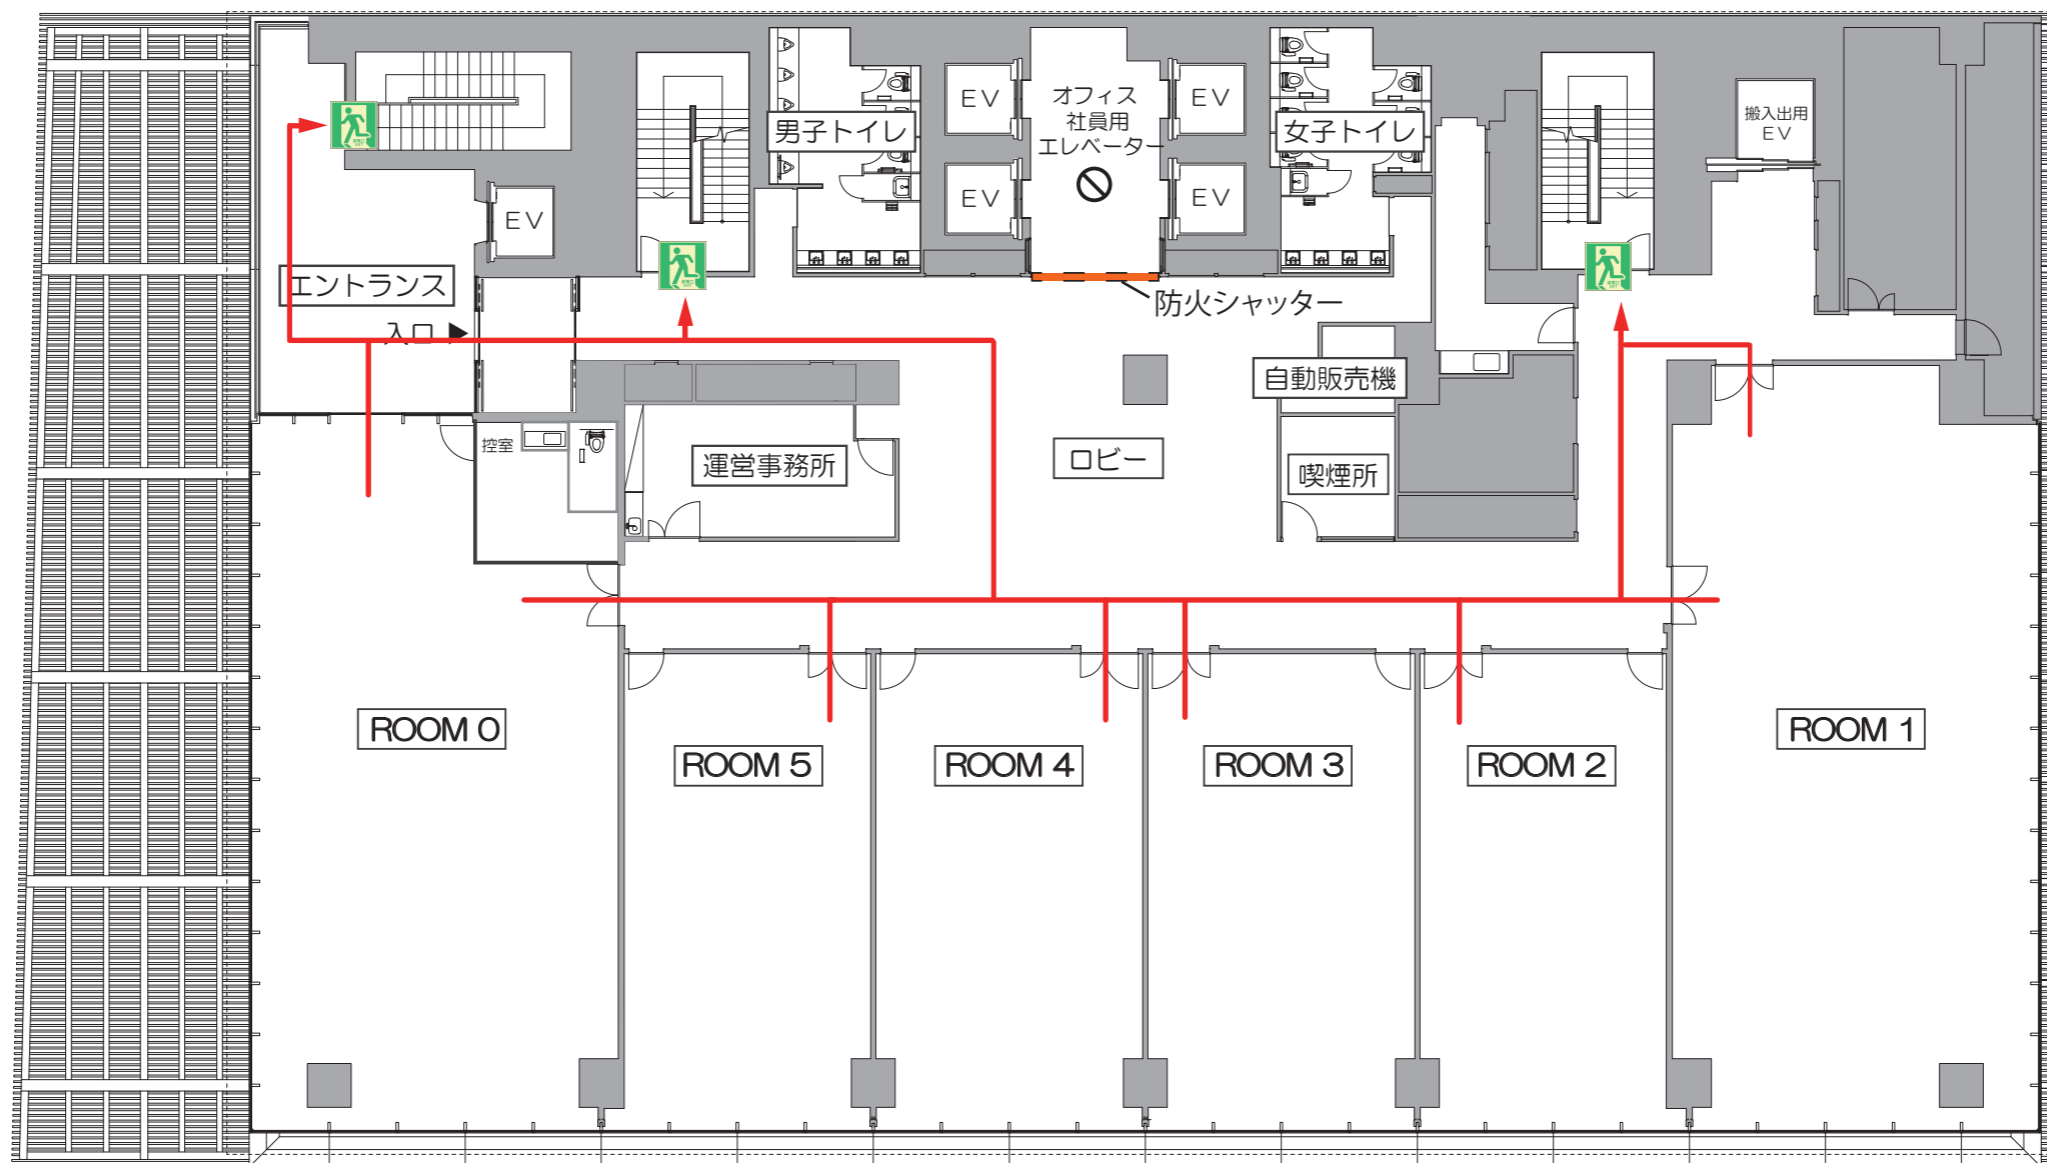 オフィス
社員用
エレベーター
EV
EV
EV
EV
男子トイレ
女子トイレ
搬入出用
EV
EV
エントランス
入口 ▶
防火シャッター
自動販売機
控室
運営事務所
ロビー
喫煙所
ROOM 0
ROOM 5
ROOM 4
ROOM 3
ROOM 2
ROOM 1